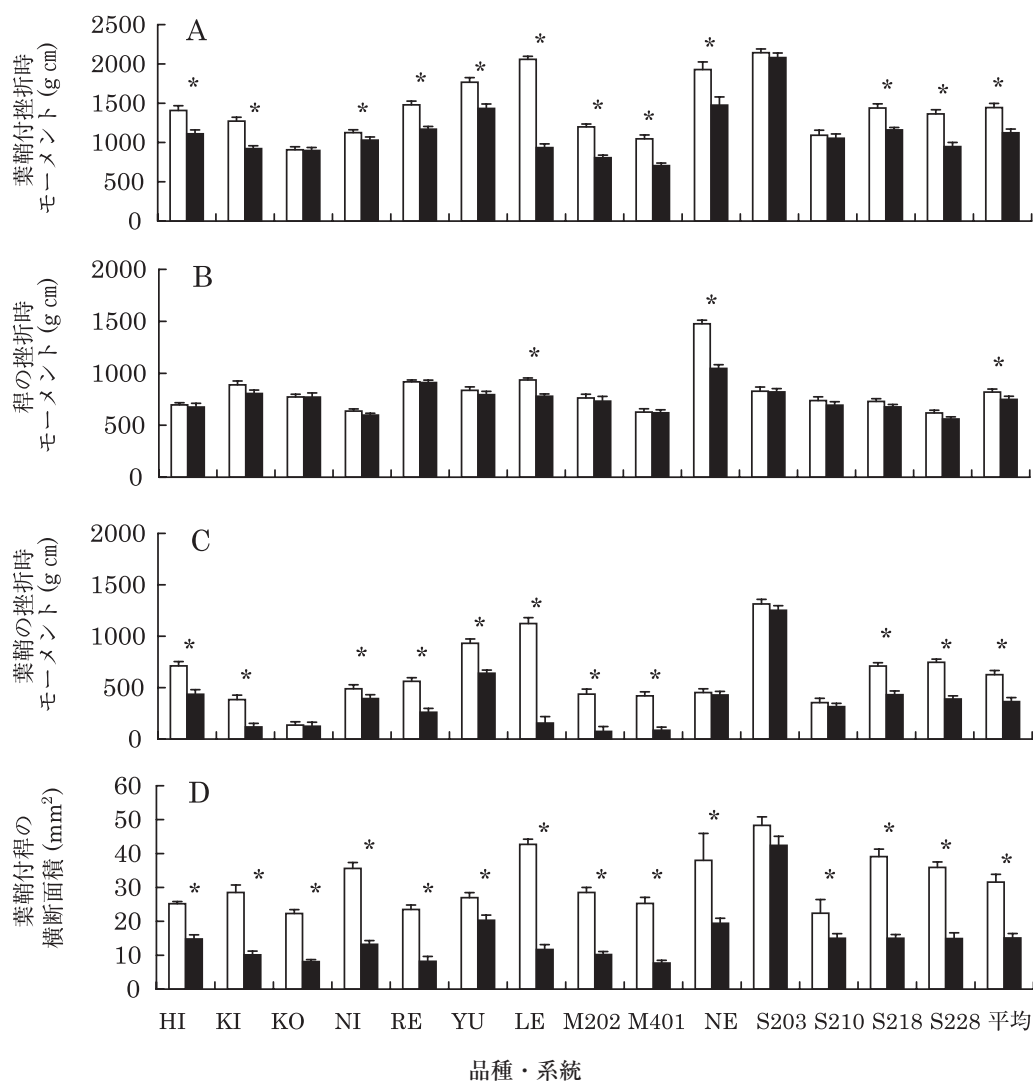 A
葉鞘付挫折時
モーメント (g cm)
2500
2000
1500
1000
500
0
* * * * * * * * * * * * *
B
稈の挫折時
モーメント (g cm)
2000
1500
1000
500
0
* * *
C
葉鞘の挫折時
モーメント (g cm)
2000
1500
1000
500
0
* * * * * * * * * * *
D
葉鞘付稈の
横断面積 (mm²)
60
50
40
30
20
10
0
* * * * * * * * * * * * * *
HI KI KO NI RE YU LE M202 M401 NE S203 S210 S218 S228 平均
品種・系統